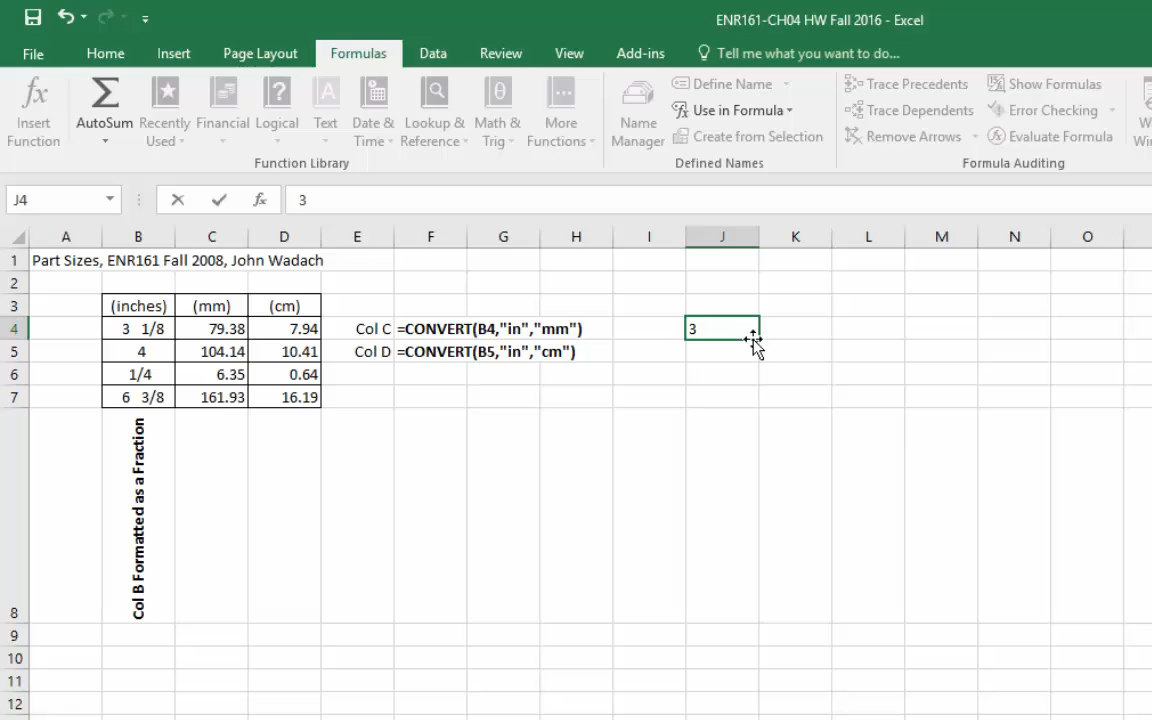 ENR161-CH04 HW Fall 2016 - Excel
File Home Insert Page Layout Formulas Data Review View Add-ins Tell me what you want to do...
fx Σ ? A θ ...
Insert Function
AutoSum
Recently Used
Financial
Logical
Text
Date & Time
Lookup & Reference
Math & Trig
More Functions
Function Library
Name Manager
Define Name
Use in Formula
Create from Selection
Defined Names
Trace Precedents
Trace Dependents
Remove Arrows
Show Formulas
Error Checking
Evaluate Formula
Formula Auditing
J4 fx 3
A B C D E F G H I J K L M N O
1 Part Sizes, ENR161 Fall 2008, John Wadach
2
3 (inches) (mm) (cm)
4 3 1/8 79.38 7.94 Col C =CONVERT(B4,"in","mm") 3
5 4 104.14 10.41 Col D =CONVERT(B5,"in","cm")
6 1/4 6.35 0.64
7 6 3/8 161.93 16.19
8 Col B Formatted as a Fraction
9
10
11
12